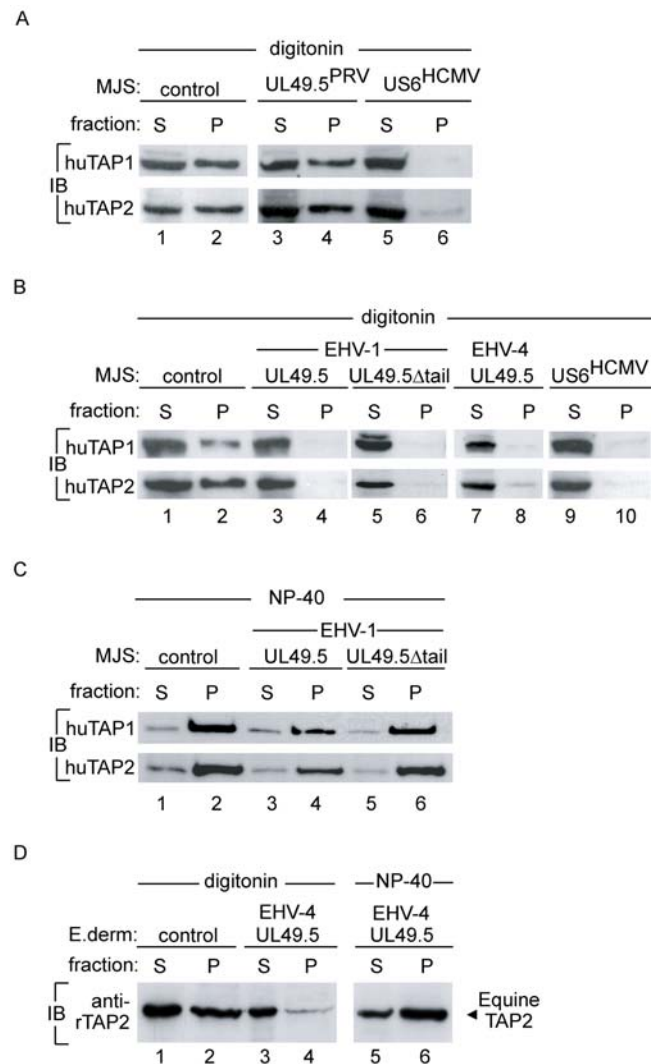 A
digitonin
MJS: control UL49.5PRV US6HCMV
fraction: S P S P S P
IB huTAP1
huTAP2
1 2 3 4 5 6
B
digitonin
EHV-1 EHV-4
MJS: control UL49.5 UL49.5Δtail UL49.5 US6HCMV
fraction: S P S P S P S P S P
IB huTAP1
huTAP2
1 2 3 4 5 6 7 8 9 10
C
NP-40
EHV-1
MJS: control UL49.5 UL49.5Δtail
fraction: S P S P S P
IB huTAP1
huTAP2
1 2 3 4 5 6
D
digitonin NP-40
EHV-4 EHV-4
E.derm: control UL49.5 UL49.5
fraction: S P S P S P
IB anti-
rTAP2
Equine
TAP2
1 2 3 4 5 6